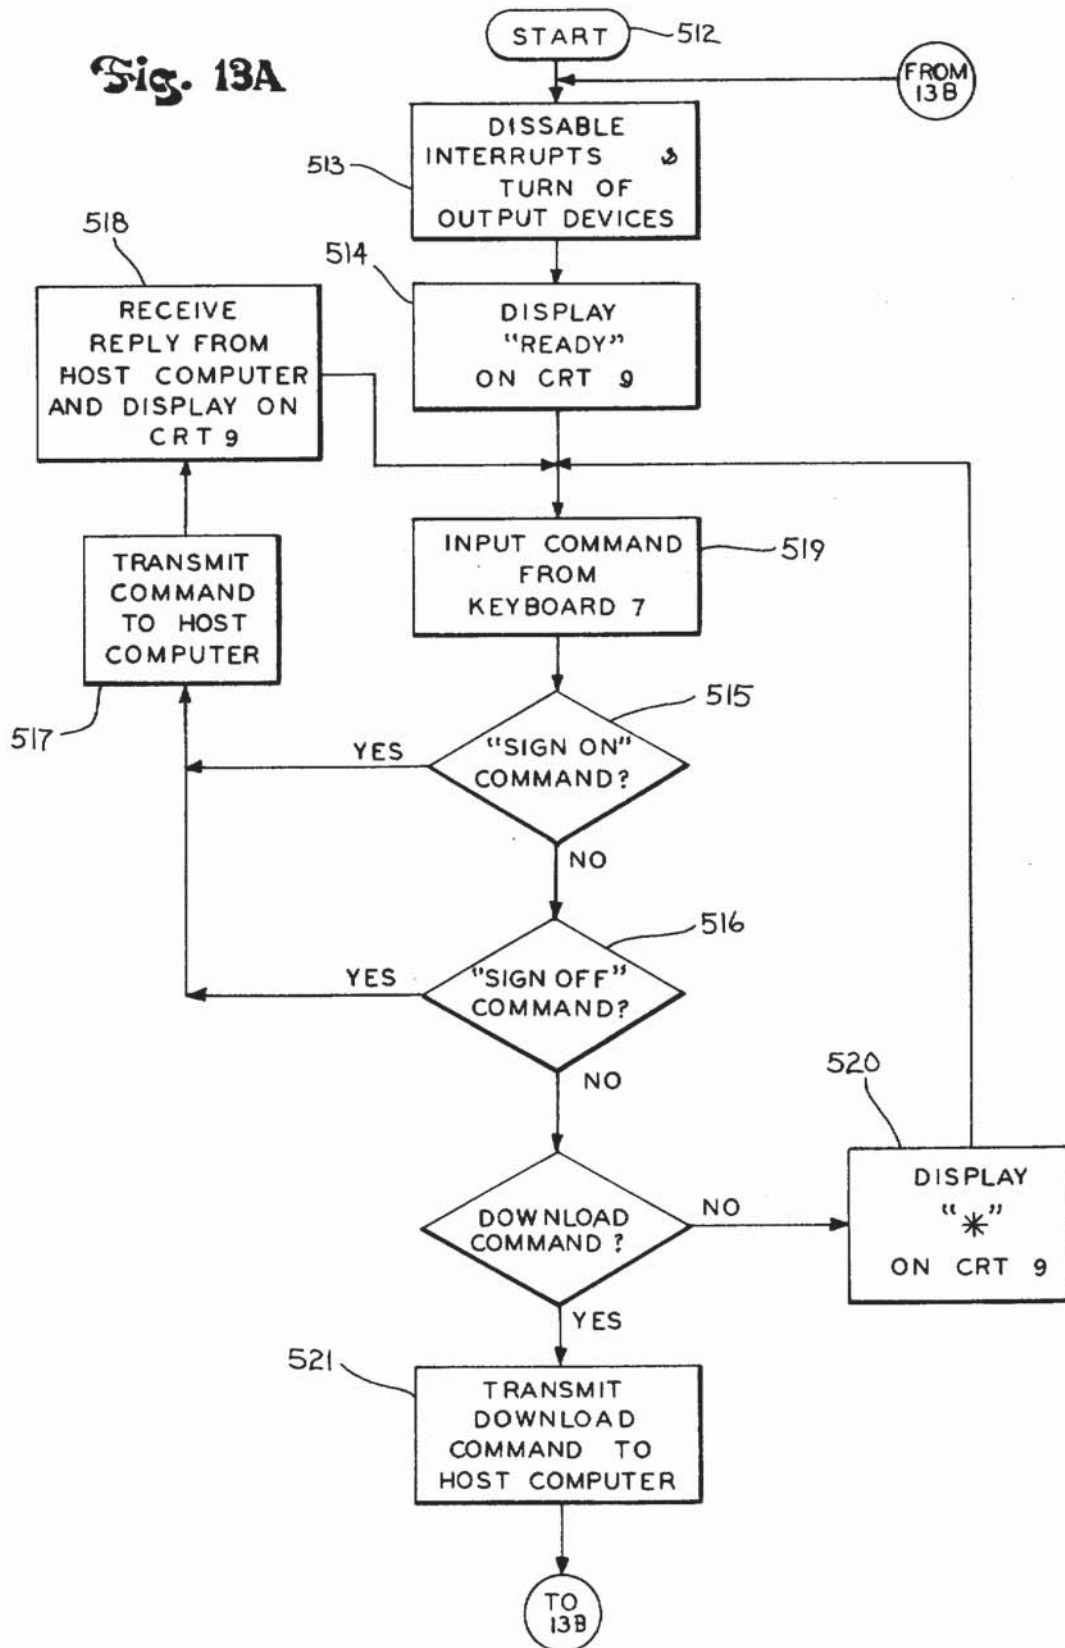 Fig. 13A
START
512
FROM
13B
DISSABLE
INTERRUPTS &
TURN OF
OUTPUT DEVICES
513
514
DISPLAY
"READY"
ON CRT 9
518
RECEIVE
REPLY FROM
HOST COMPUTER
AND DISPLAY ON
CRT 9
INPUT COMMAND
FROM
KEYBOARD 7
519
TRANSMIT
COMMAND
TO HOST
COMPUTER
517
515
YES
"SIGN ON"
COMMAND?
NO
516
YES
"SIGN OFF"
COMMAND?
NO
520
DISPLAY
"*"
ON CRT 9
DOWNLOAD
COMMAND?
NO
YES
521
TRANSMIT
DOWNLOAD
COMMAND TO
HOST COMPUTER
TO
13B